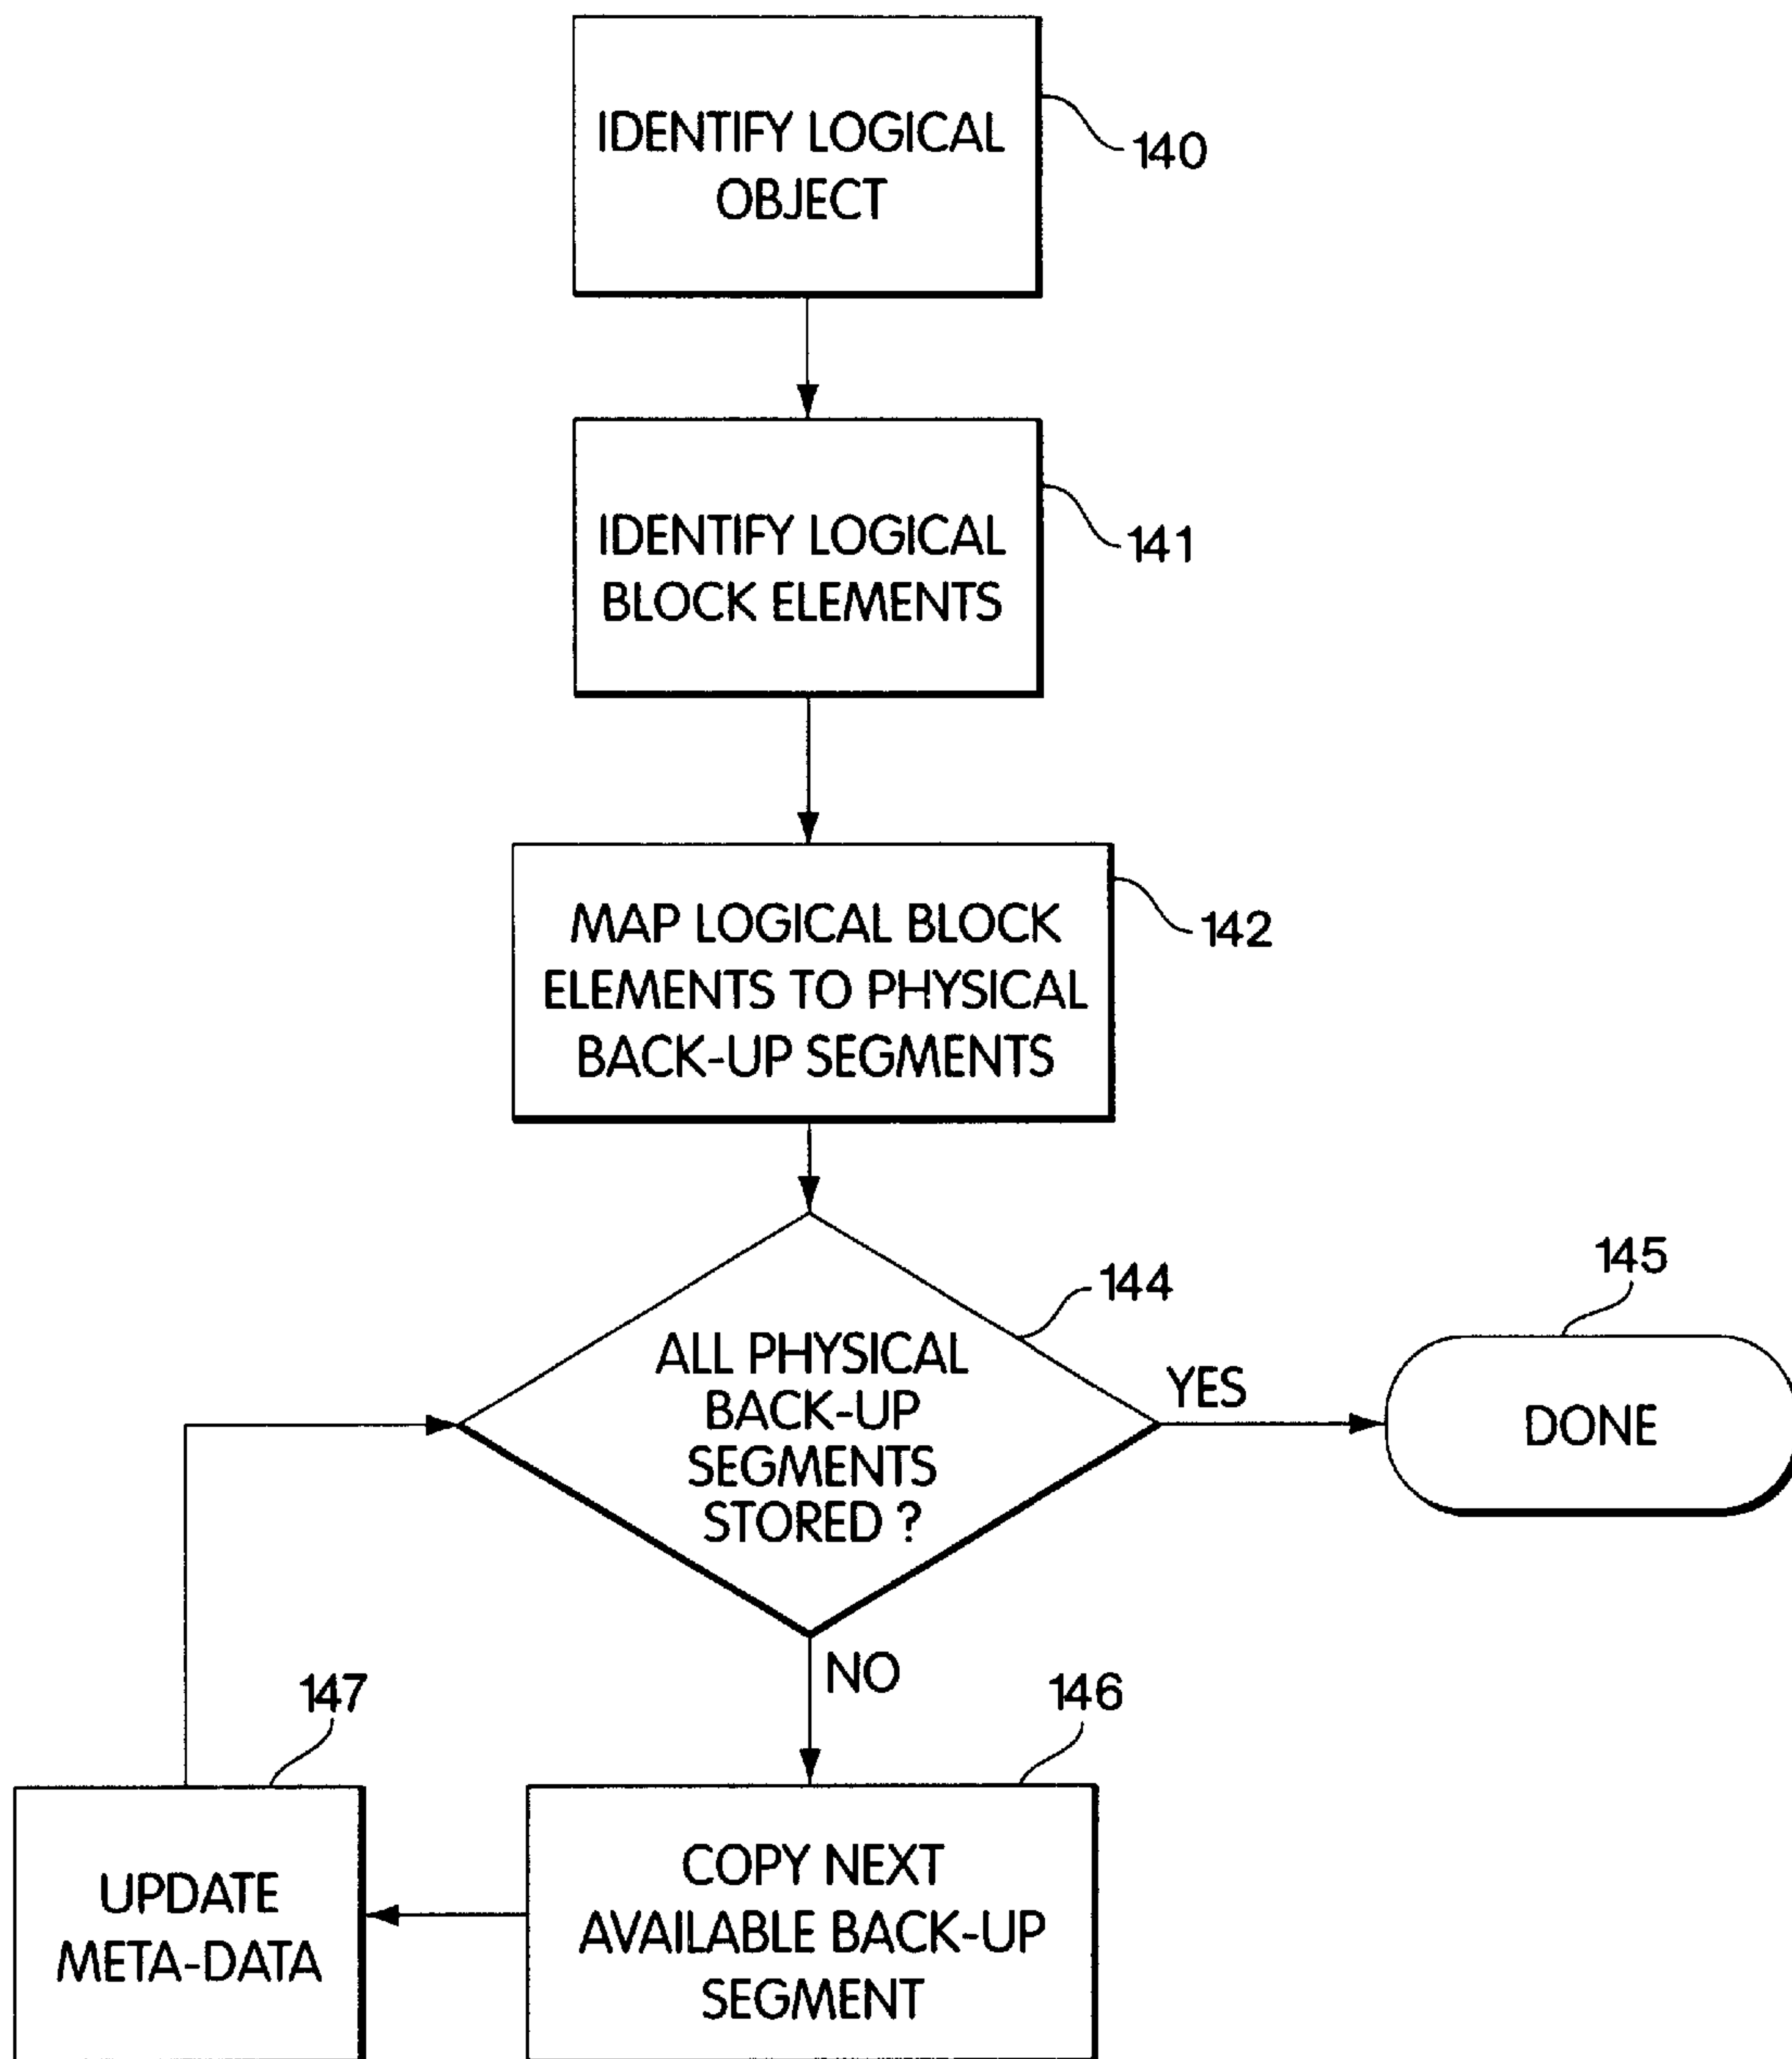 IDENTIFY LOGICAL
OBJECT
140
IDENTIFY LOGICAL
BLOCK ELEMENTS
141
MAP LOGICAL BLOCK
ELEMENTS TO PHYSICAL
BACK-UP SEGMENTS
142
ALL PHYSICAL
BACK-UP
SEGMENTS
STORED ?
144
YES
145
DONE
NO
146
COPY NEXT
AVAILABLE BACK-UP
SEGMENT
147
UPDATE
META-DATA